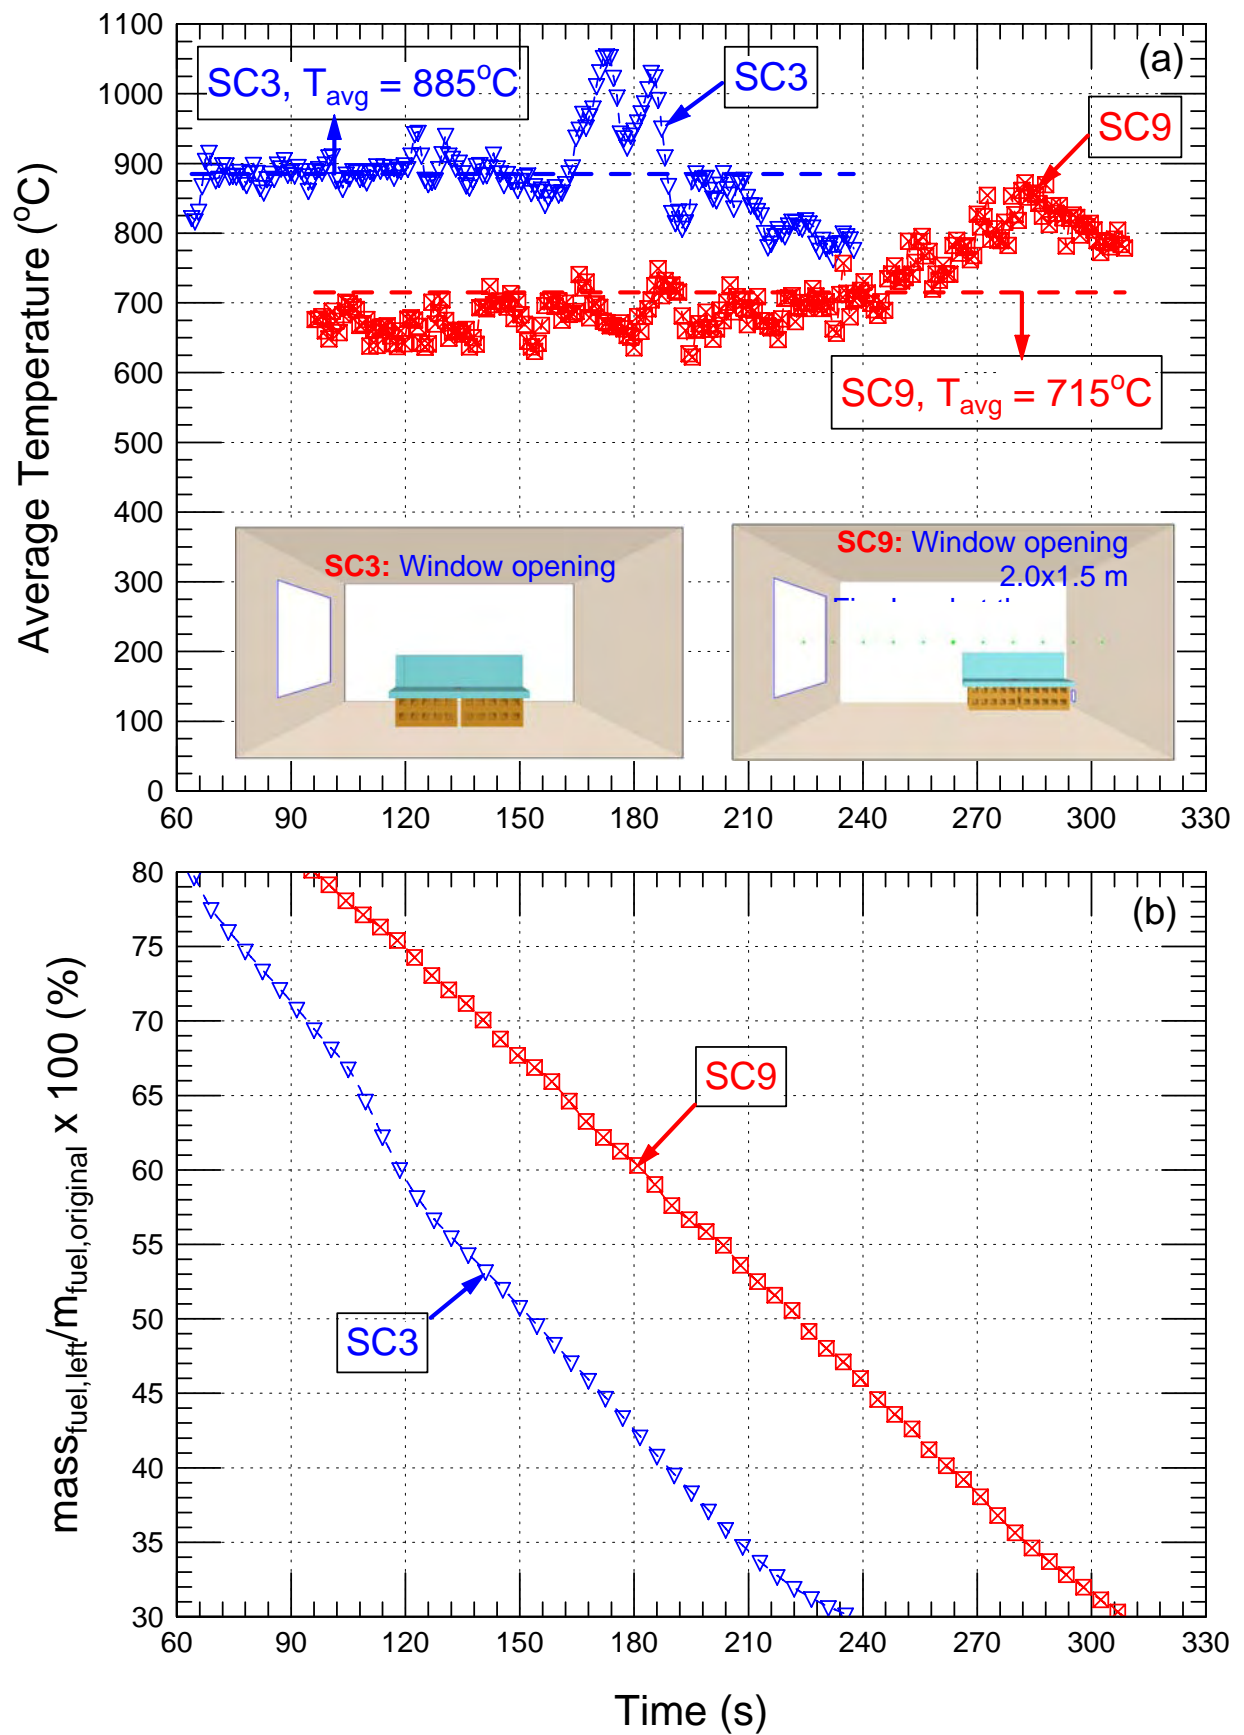 1100
1000
900
800
700
600
500
400
300
200
100
0
Average Temperature (°C)
(a)
SC3, Tavg = 885°C
SC3
SC9
SC9, Tavg = 715°C
SC3: Window opening
SC9: Window opening
2.0x1.5 m
60 90 120 150 180 210 240 270 300 330
80
75
70
65
60
55
50
45
40
35
30
massfuel,left/mfuel,original x 100 (%)
(b)
SC9
SC3
60 90 120 150 180 210 240 270 300 330
Time (s)